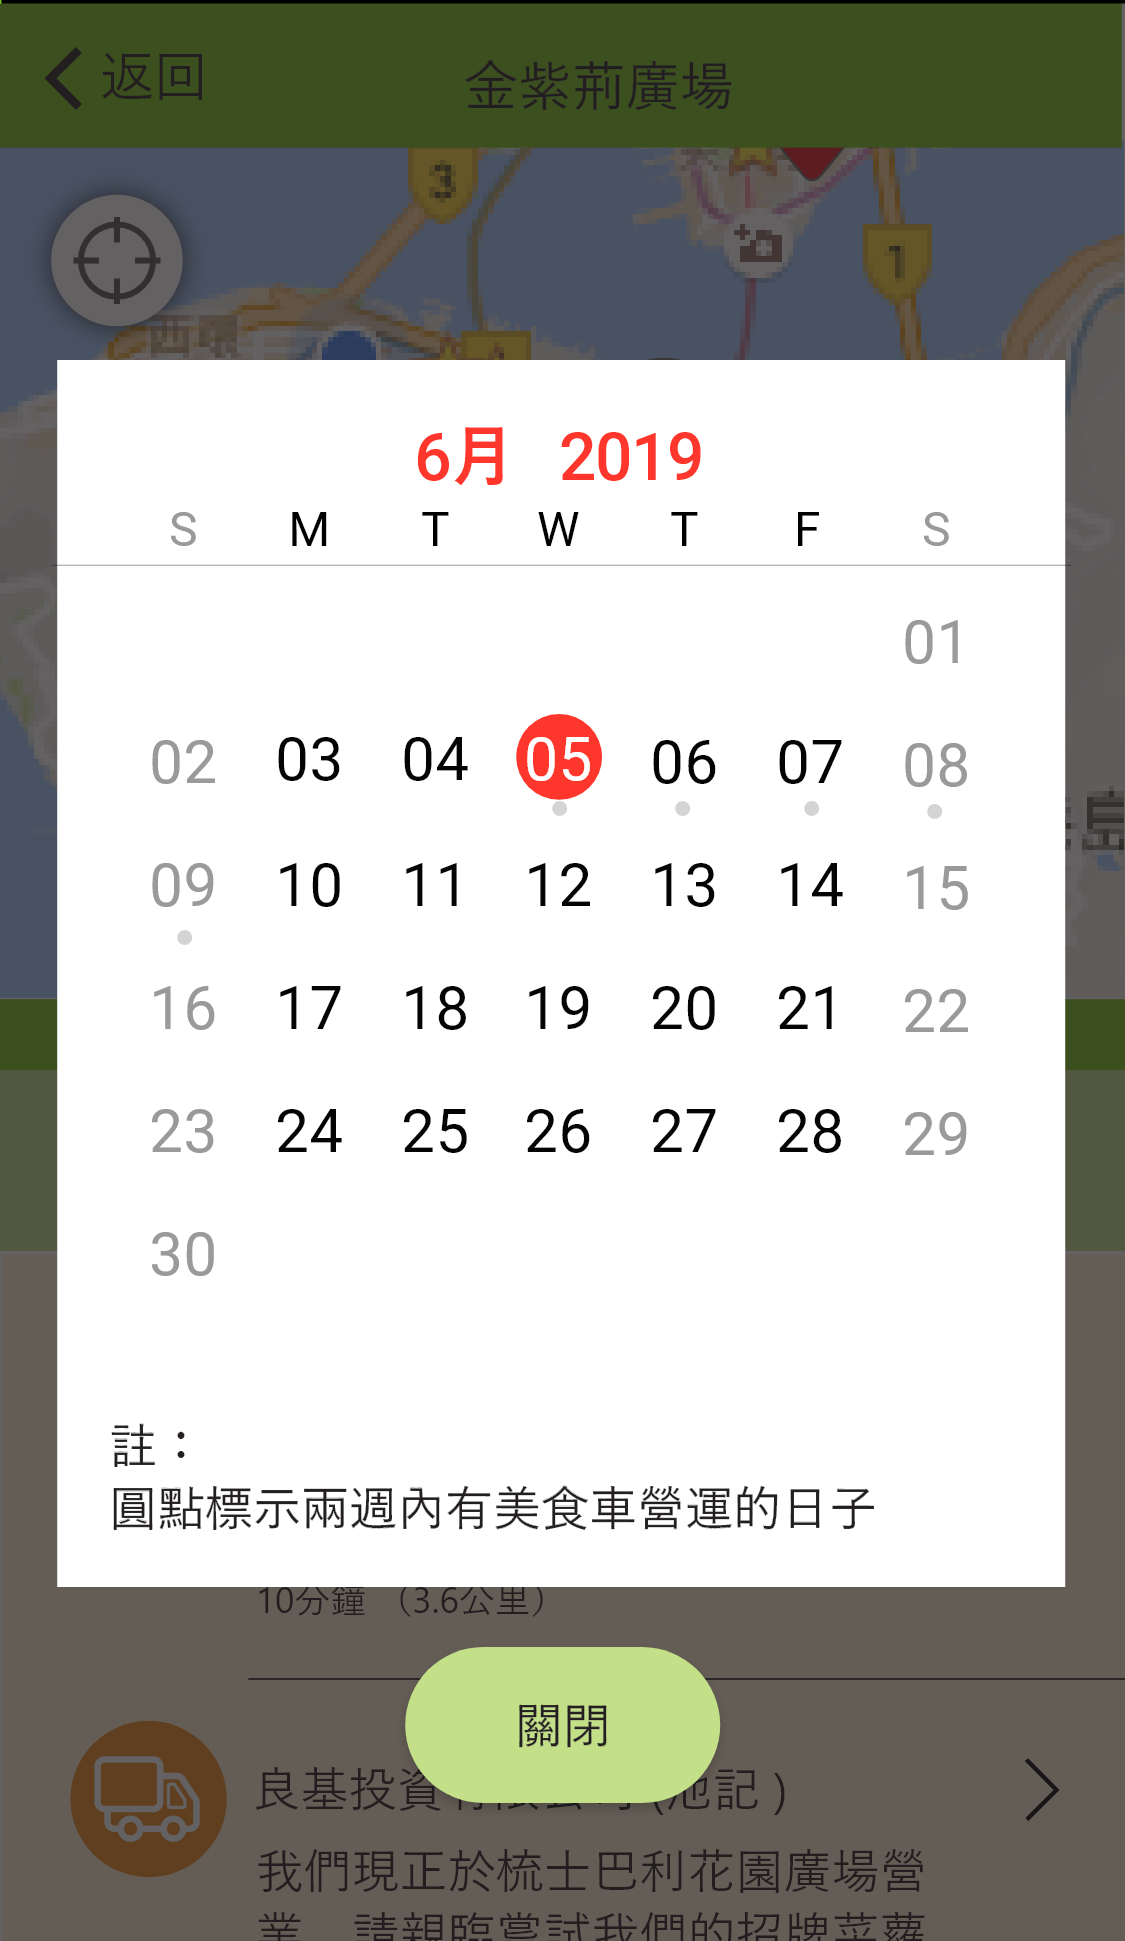 返回
金紫荊廣場
3
1
6月 2019
S M T W T F S
01
02 03 04 05 06 07 08
09 10 11 12 13 14 15
16 17 18 19 20 21 22
23 24 25 26 27 28 29
30
註：
圓點標示兩週內有美食車營運的日子
10分鐘 （3.6公里）
關閉
良基投資 (池記 )
我們現正於梳士巴利花園廣場營
業 請親臨嘗試我們的招牌菜蘿